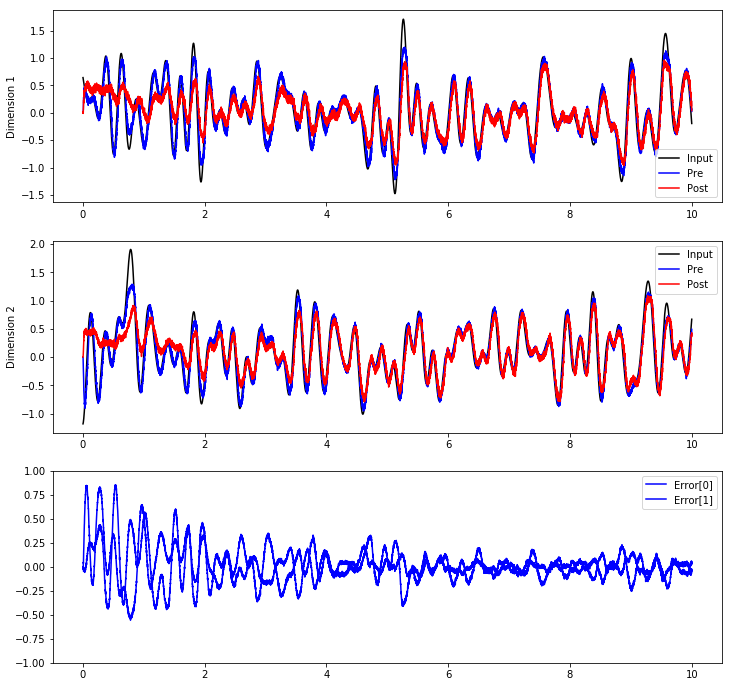 Dimension 1
1.5
1.0
0.5
0.0
−0.5
−1.0
−1.5
Input
Pre
Post
0 2 4 6 8 10
Dimension 2
2.0
1.5
1.0
0.5
0.0
−0.5
−1.0
Input
Pre
Post
0 2 4 6 8 10
1.00
0.75
0.50
0.25
0.00
−0.25
−0.50
−0.75
−1.00
Error[0]
Error[1]
0 2 4 6 8 10